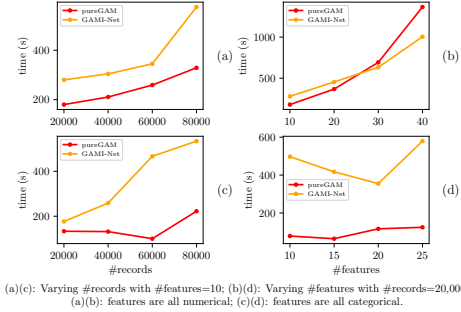 pureGAM
GAMI-Net
time (s)
400
200
20000 40000 60000 80000
(a)
pureGAM
GAMI-Net
time (s)
1000
500
10 20 30 40
(b)
pureGAM
GAMI-Net
time (s)
400
200
20000 40000 60000 80000
#records
(c)
pureGAM
GAMI-Net
time (s)
600
400
200
10 15 20 25
#features
(d)
(a)(c): Varying #records with #features=10; (b)(d): Varying #features with #records=20,00
(a)(b): features are all numerical; (c)(d): features are all categorical.